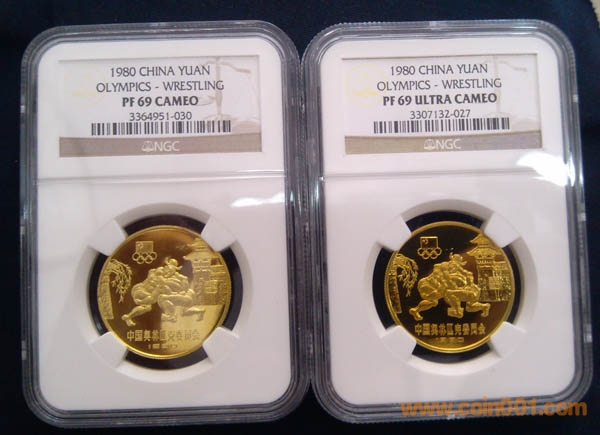 1980 CHINA YUAN
OLYMPICS - WRESTLING
PF 69 CAMEO
3364951-030
NGC
中国奥林匹克委员会
1980
1980 CHINA YUAN
OLYMPICS - WRESTLING
PF 69 ULTRA CAMEO
3307132-027
NGC
中国奥林匹克委员会
1980
www.coin001.com